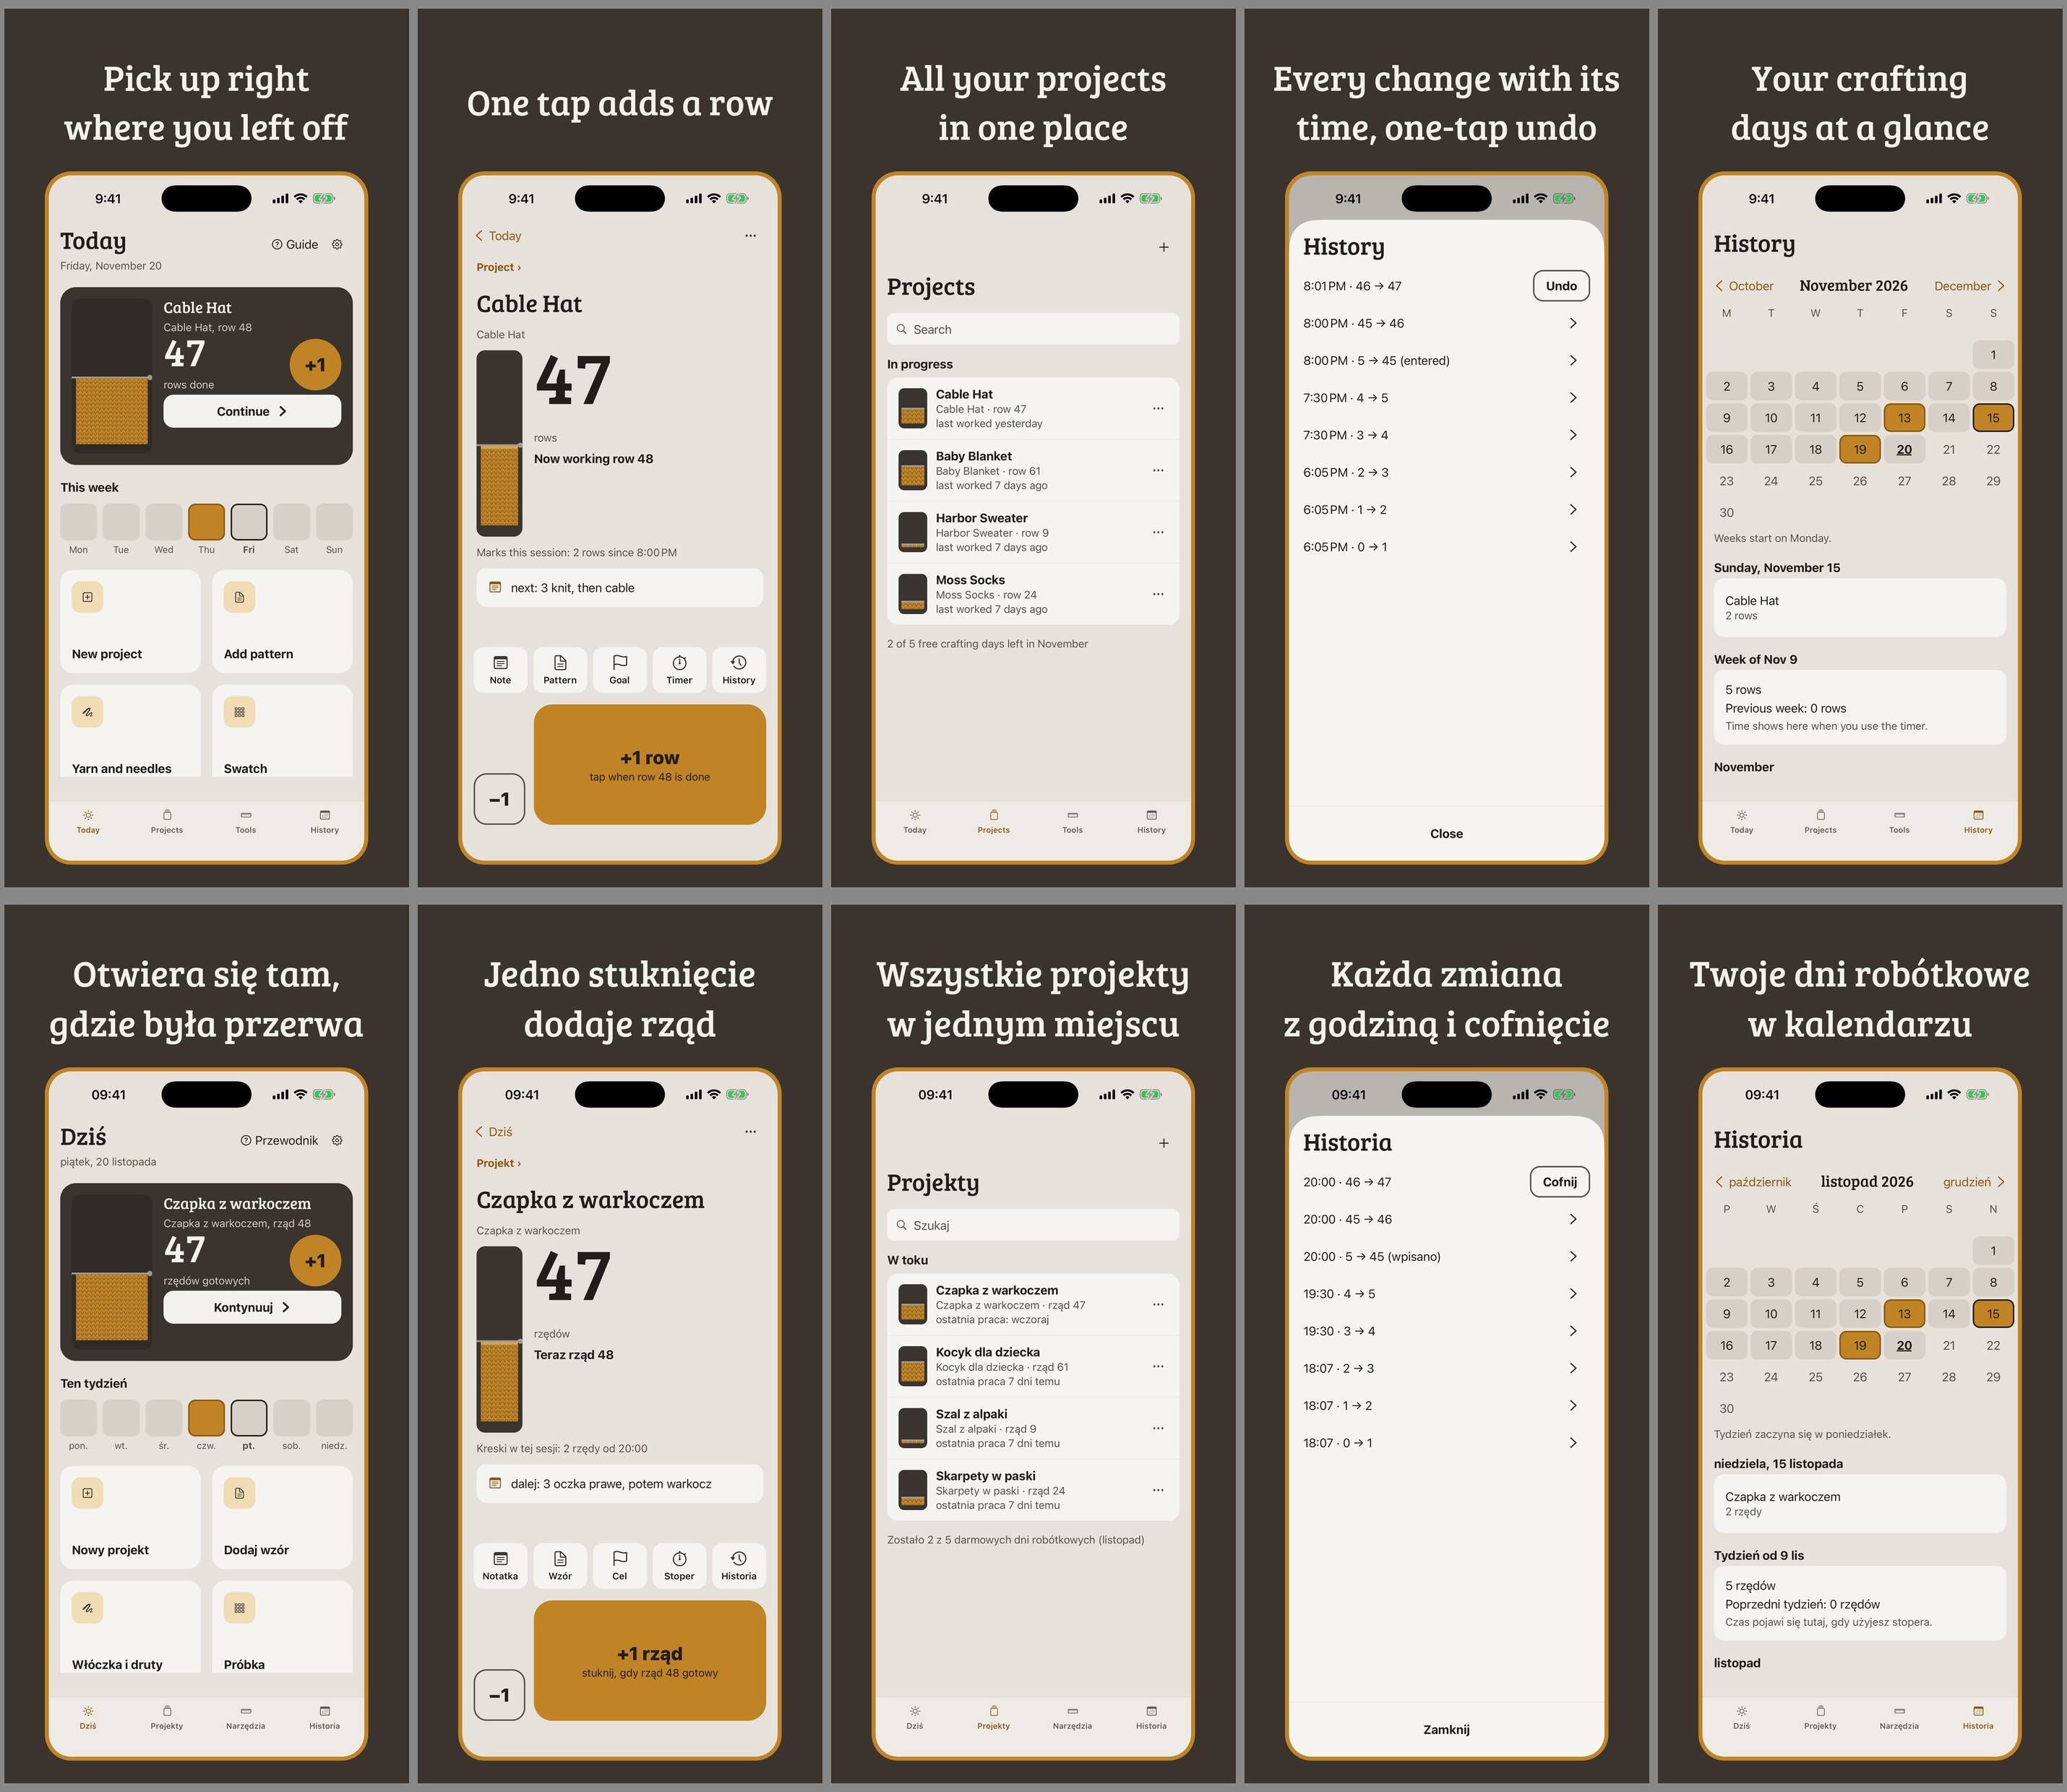 Pick up right
where you left off
9:41
Today
Guide
Friday, November 20
Cable Hat
Cable Hat, row 48
47
+1
rows done
Continue
This week
Mon Tue Wed Thu Fri Sat Sun
New project
Add pattern
Yarn and needles
Swatch
Today Projects Tools History
One tap adds a row
9:41
Today
...
Project ›
Cable Hat
Cable Hat
47
rows
Now working row 48
Marks this session: 2 rows since 8:00 PM
next: 3 knit, then cable
Note Pattern Goal Timer History
+1 row
tap when row 48 is done
−1
All your projects
in one place
9:41
+
Projects
Search
In progress
Cable Hat
Cable Hat · row 47
last worked yesterday
Baby Blanket
Baby Blanket · row 61
last worked 7 days ago
Harbor Sweater
Harbor Sweater · row 9
last worked 7 days ago
Moss Socks
Moss Socks · row 24
last worked 7 days ago
2 of 5 free crafting days left in November
Today Projects Tools History
Every change with its
time, one-tap undo
9:41
History
8:01 PM · 46 → 47
Undo
8:00 PM · 45 → 46
8:00 PM · 5 → 45 (entered)
7:30 PM · 4 → 5
7:30 PM · 3 → 4
6:05 PM · 2 → 3
6:05 PM · 1 → 2
6:05 PM · 0 → 1
Close
Your crafting
days at a glance
9:41
History
October November 2026 December
M T W T F S S
1
2 3 4 5 6 7 8
9 10 11 12 13 14 15
16 17 18 19 20 21 22
23 24 25 26 27 28 29
30
Weeks start on Monday.
Sunday, November 15
Cable Hat
2 rows
Week of Nov 9
5 rows
Previous week: 0 rows
Time shows here when you use the timer.
November
Today Projects Tools History
Otwiera się tam,
gdzie była przerwa
09:41
Dziś
Przewodnik
piątek, 20 listopada
Czapka z warkoczem
Czapka z warkoczem, rząd 48
47
+1
rzędów gotowych
Kontynuuj
Ten tydzień
pon. wt. śr. czw. pt. sob. niedz.
Nowy projekt
Dodaj wzór
Włóczka i druty
Próbka
Dziś Projekty Narzędzia Historia
Jedno stuknięcie
dodaje rząd
09:41
Dziś
...
Projekt ›
Czapka z warkoczem
Czapka z warkoczem
47
rzędów
Teraz rząd 48
Kreski w tej sesji: 2 rzędy od 20:00
dalej: 3 oczka prawe, potem warkocz
Notatka Wzór Cel Stoper Historia
+1 rząd
stuknij, gdy rząd 48 gotowy
−1
Wszystkie projekty
w jednym miejscu
09:41
+
Projekty
Szukaj
W toku
Czapka z warkoczem
Czapka z warkoczem · rząd 47
ostatnia praca: wczoraj
Kocyk dla dziecka
Kocyk dla dziecka · rząd 61
ostatnia praca 7 dni temu
Szal z alpaki
Szal z alpaki · rząd 9
ostatnia praca 7 dni temu
Skarpety w paski
Skarpety w paski · rząd 24
ostatnia praca 7 dni temu
Zostało 2 z 5 darmowych dni robótkowych (listopad)
Dziś Projekty Narzędzia Historia
Każda zmiana
z godziną i cofnięcie
09:41
Historia
20:00 · 46 → 47
Cofnij
20:00 · 45 → 46
20:00 · 5 → 45 (wpisano)
19:30 · 4 → 5
19:30 · 3 → 4
18:07 · 2 → 3
18:07 · 1 → 2
18:07 · 0 → 1
Zamknij
Twoje dni robótkowe
w kalendarzu
09:41
Historia
październik listopad 2026 grudzień
P W Ś C P S N
1
2 3 4 5 6 7 8
9 10 11 12 13 14 15
16 17 18 19 20 21 22
23 24 25 26 27 28 29
30
Tydzień zaczyna się w poniedziałek.
niedziela, 15 listopada
Czapka z warkoczem
2 rzędy
Tydzień od 9 lis
5 rzędów
Poprzedni tydzień: 0 rzędów
Czas pojawi się tutaj, gdy użyjesz stopera.
listopad
Dziś Projekty Narzędzia Historia